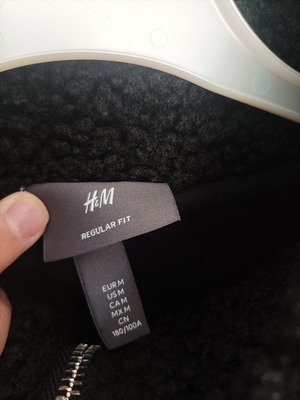 H&M
REGULAR FIT
EUR M
US M
CA M
MX M
CN
180/100A